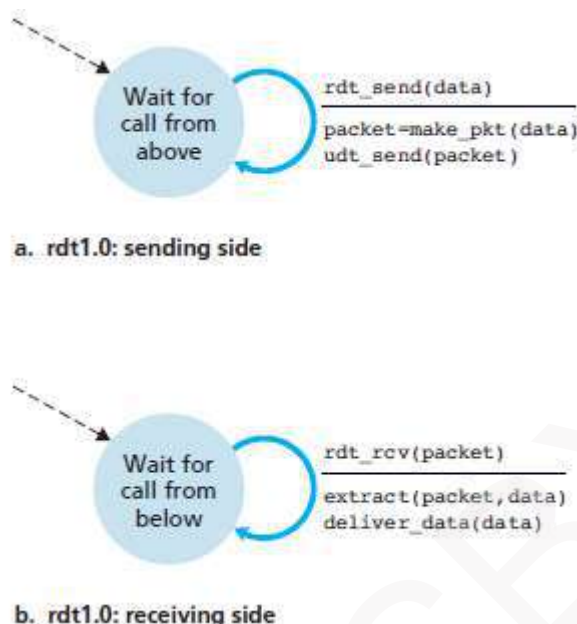 Wait for
call from
above
rdt_send(data)
packet=make_pkt(data)
udt_send(packet)
a. rdt1.0: sending side
Wait for
call from
below
rdt_rcv(packet)
extract(packet,data)
deliver_data(data)
b. rdt1.0: receiving side